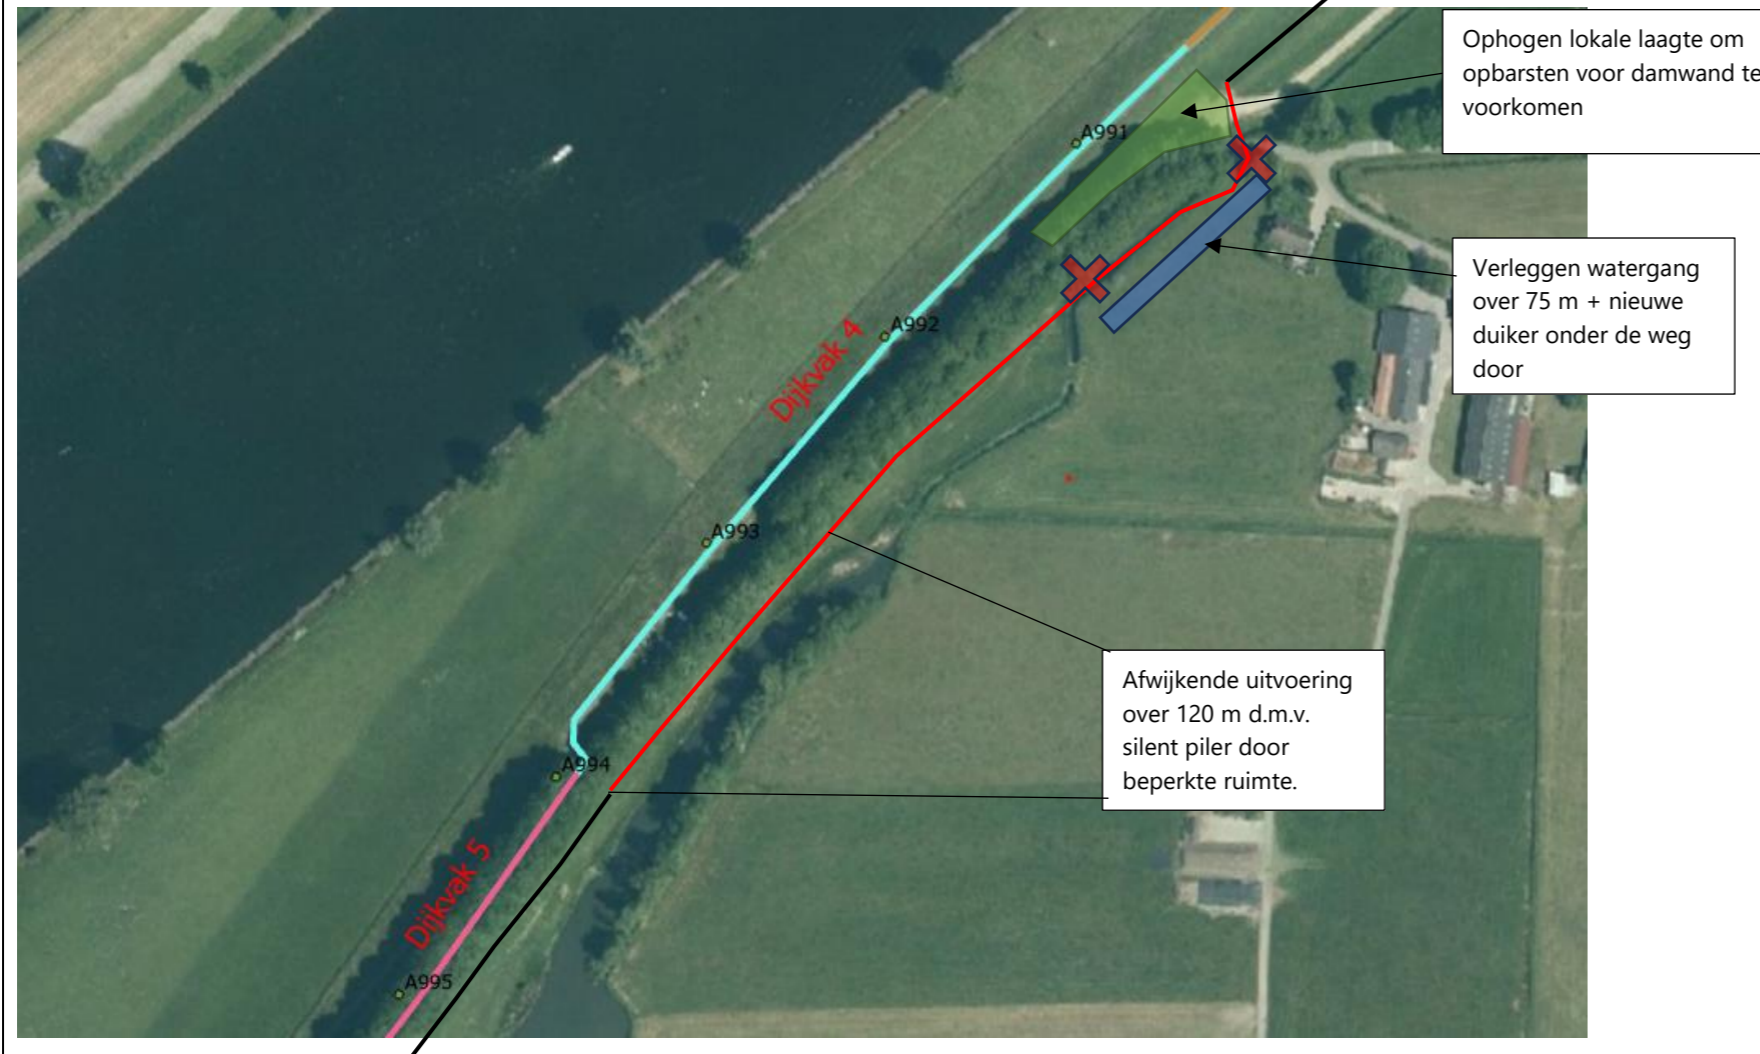 Ophogen lokale laagte om
opbarsten voor damwand te
voorkomen
A991
Verleggen watergang
over 75 m + nieuwe
duiker onder de weg
door
A992
Dijkvak 4
A993
Afwijkende uitvoering
over 120 m d.m.v.
silent piler door
beperkte ruimte.
A994
Dijkvak 5
A995